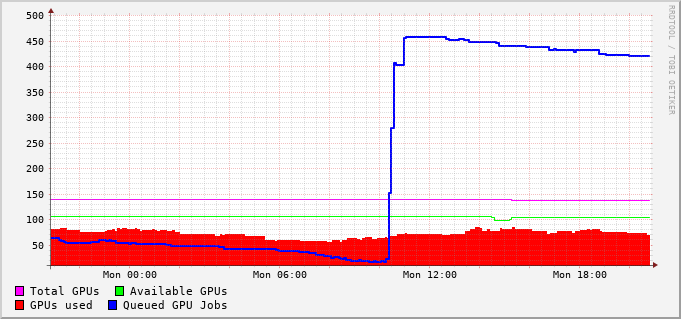 500
450
400
350
300
250
200
150
100
50
Mon 00:00 Mon 06:00 Mon 12:00 Mon 18:00
Total GPUs Available GPUs
GPUs used Queued GPU Jobs
RRDTOOL / TOBI OETIKER